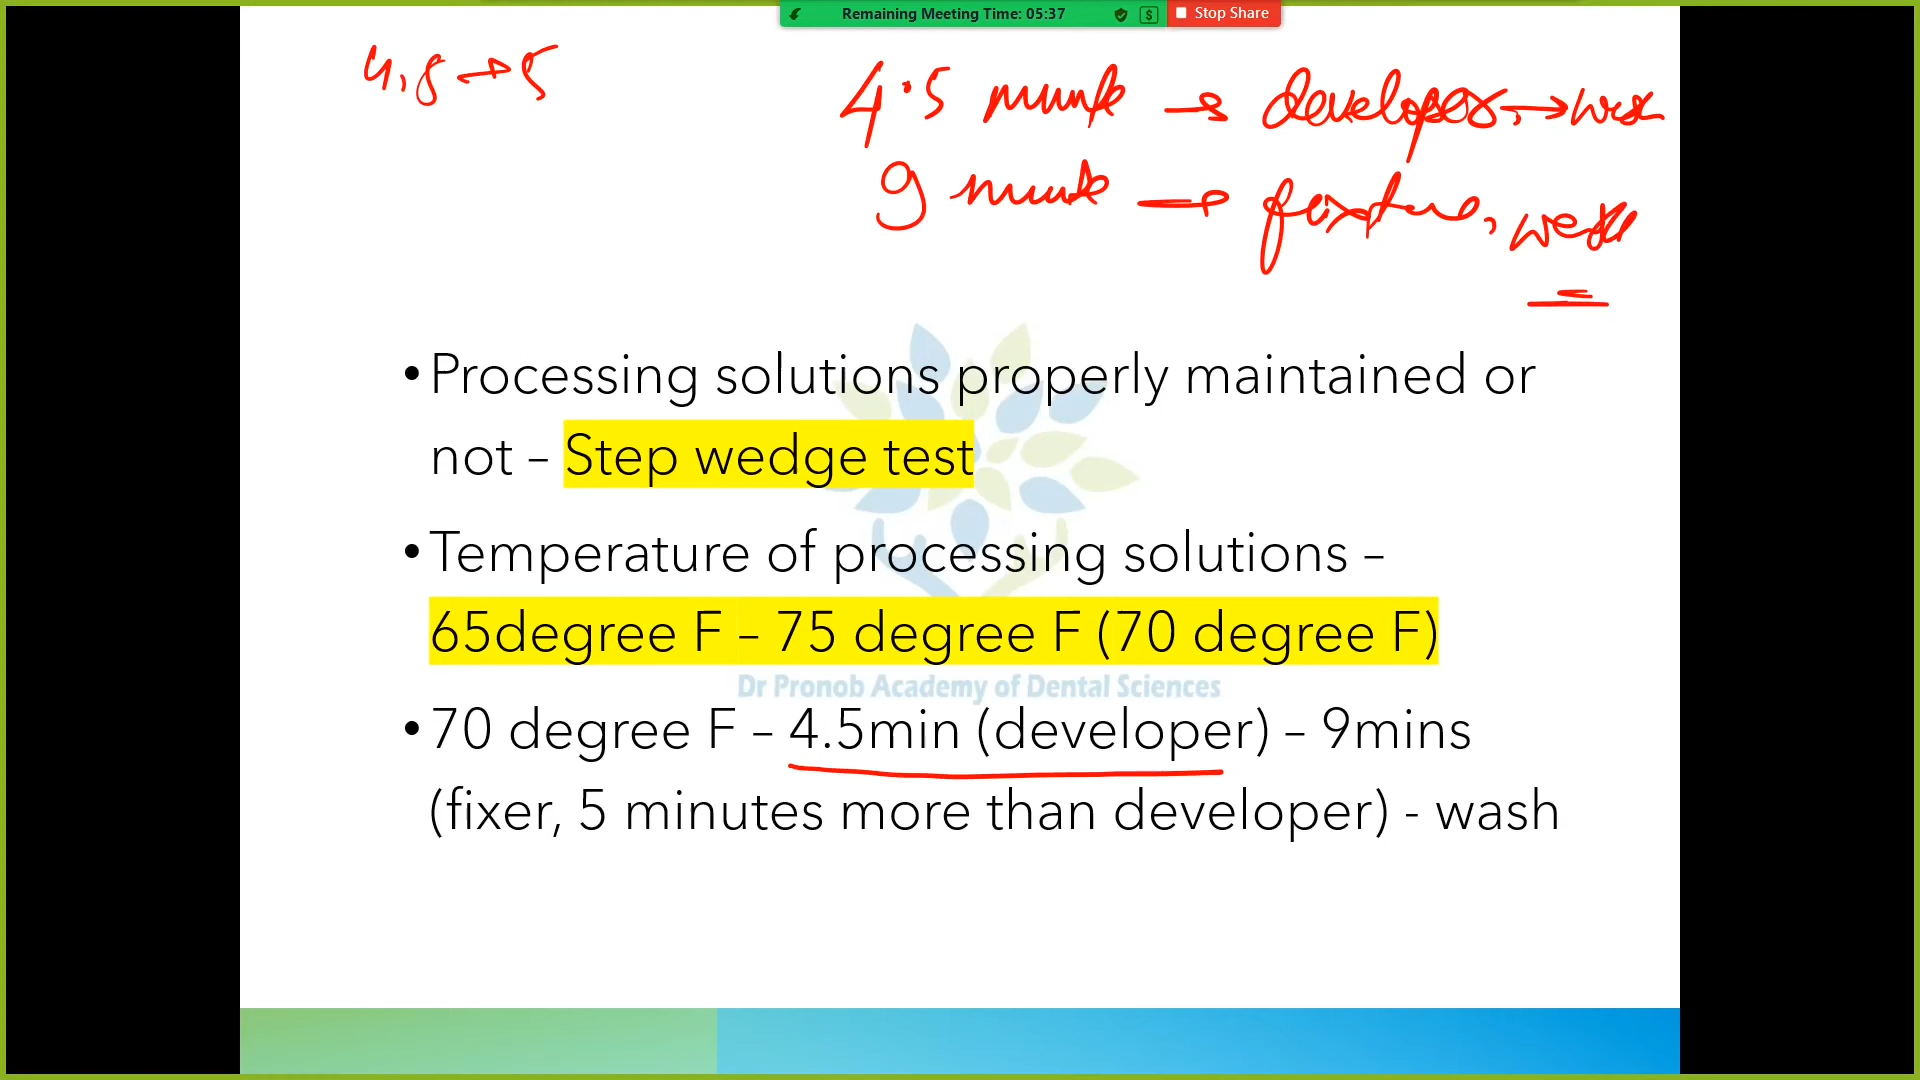 Remaining Meeting Time: 05:37
Stop Share
4.5 → 5
4.5 minute → developer, → wash
9 minute → fixture, wash
• Processing solutions properly maintained or
not – Step wedge test
• Temperature of processing solutions –
65degree F – 75 degree F (70 degree F)
Dr Pronob Academy of Dental Sciences
• 70 degree F – 4.5min (developer) – 9mins
(fixer, 5 minutes more than developer) - wash